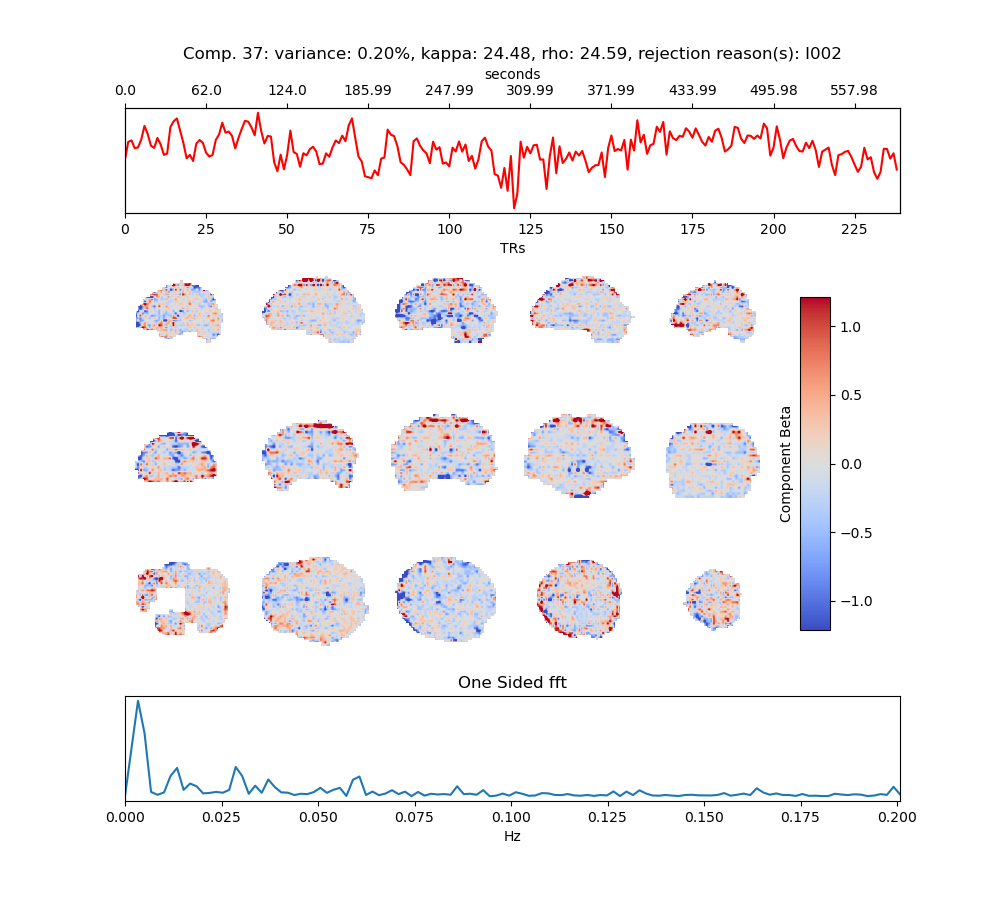 Comp. 37: variance: 0.20%, kappa: 24.48, rho: 24.59, rejection reason(s): I002
seconds
0.0 62.0 124.0 185.99 247.99 309.99 371.99 433.99 495.98 557.98
0 25 50 75 100 125 150 175 200 225
TRs
1.0
0.5
0.0
−0.5
−1.0
Component Beta
One Sided fft
0.000 0.025 0.050 0.075 0.100 0.125 0.150 0.175 0.200
Hz